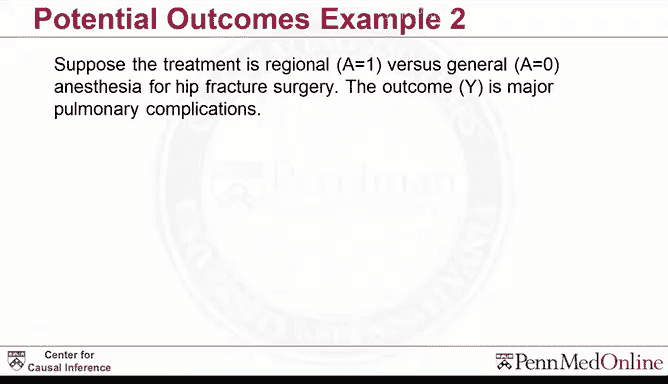 Potential Outcomes Example 2
Suppose the treatment is regional (A=1) versus general (A=0)
anesthesia for hip fracture surgery. The outcome (Y) is major
pulmonary complications.
Perelman
Center for
Causal Inference
PennMedOnline